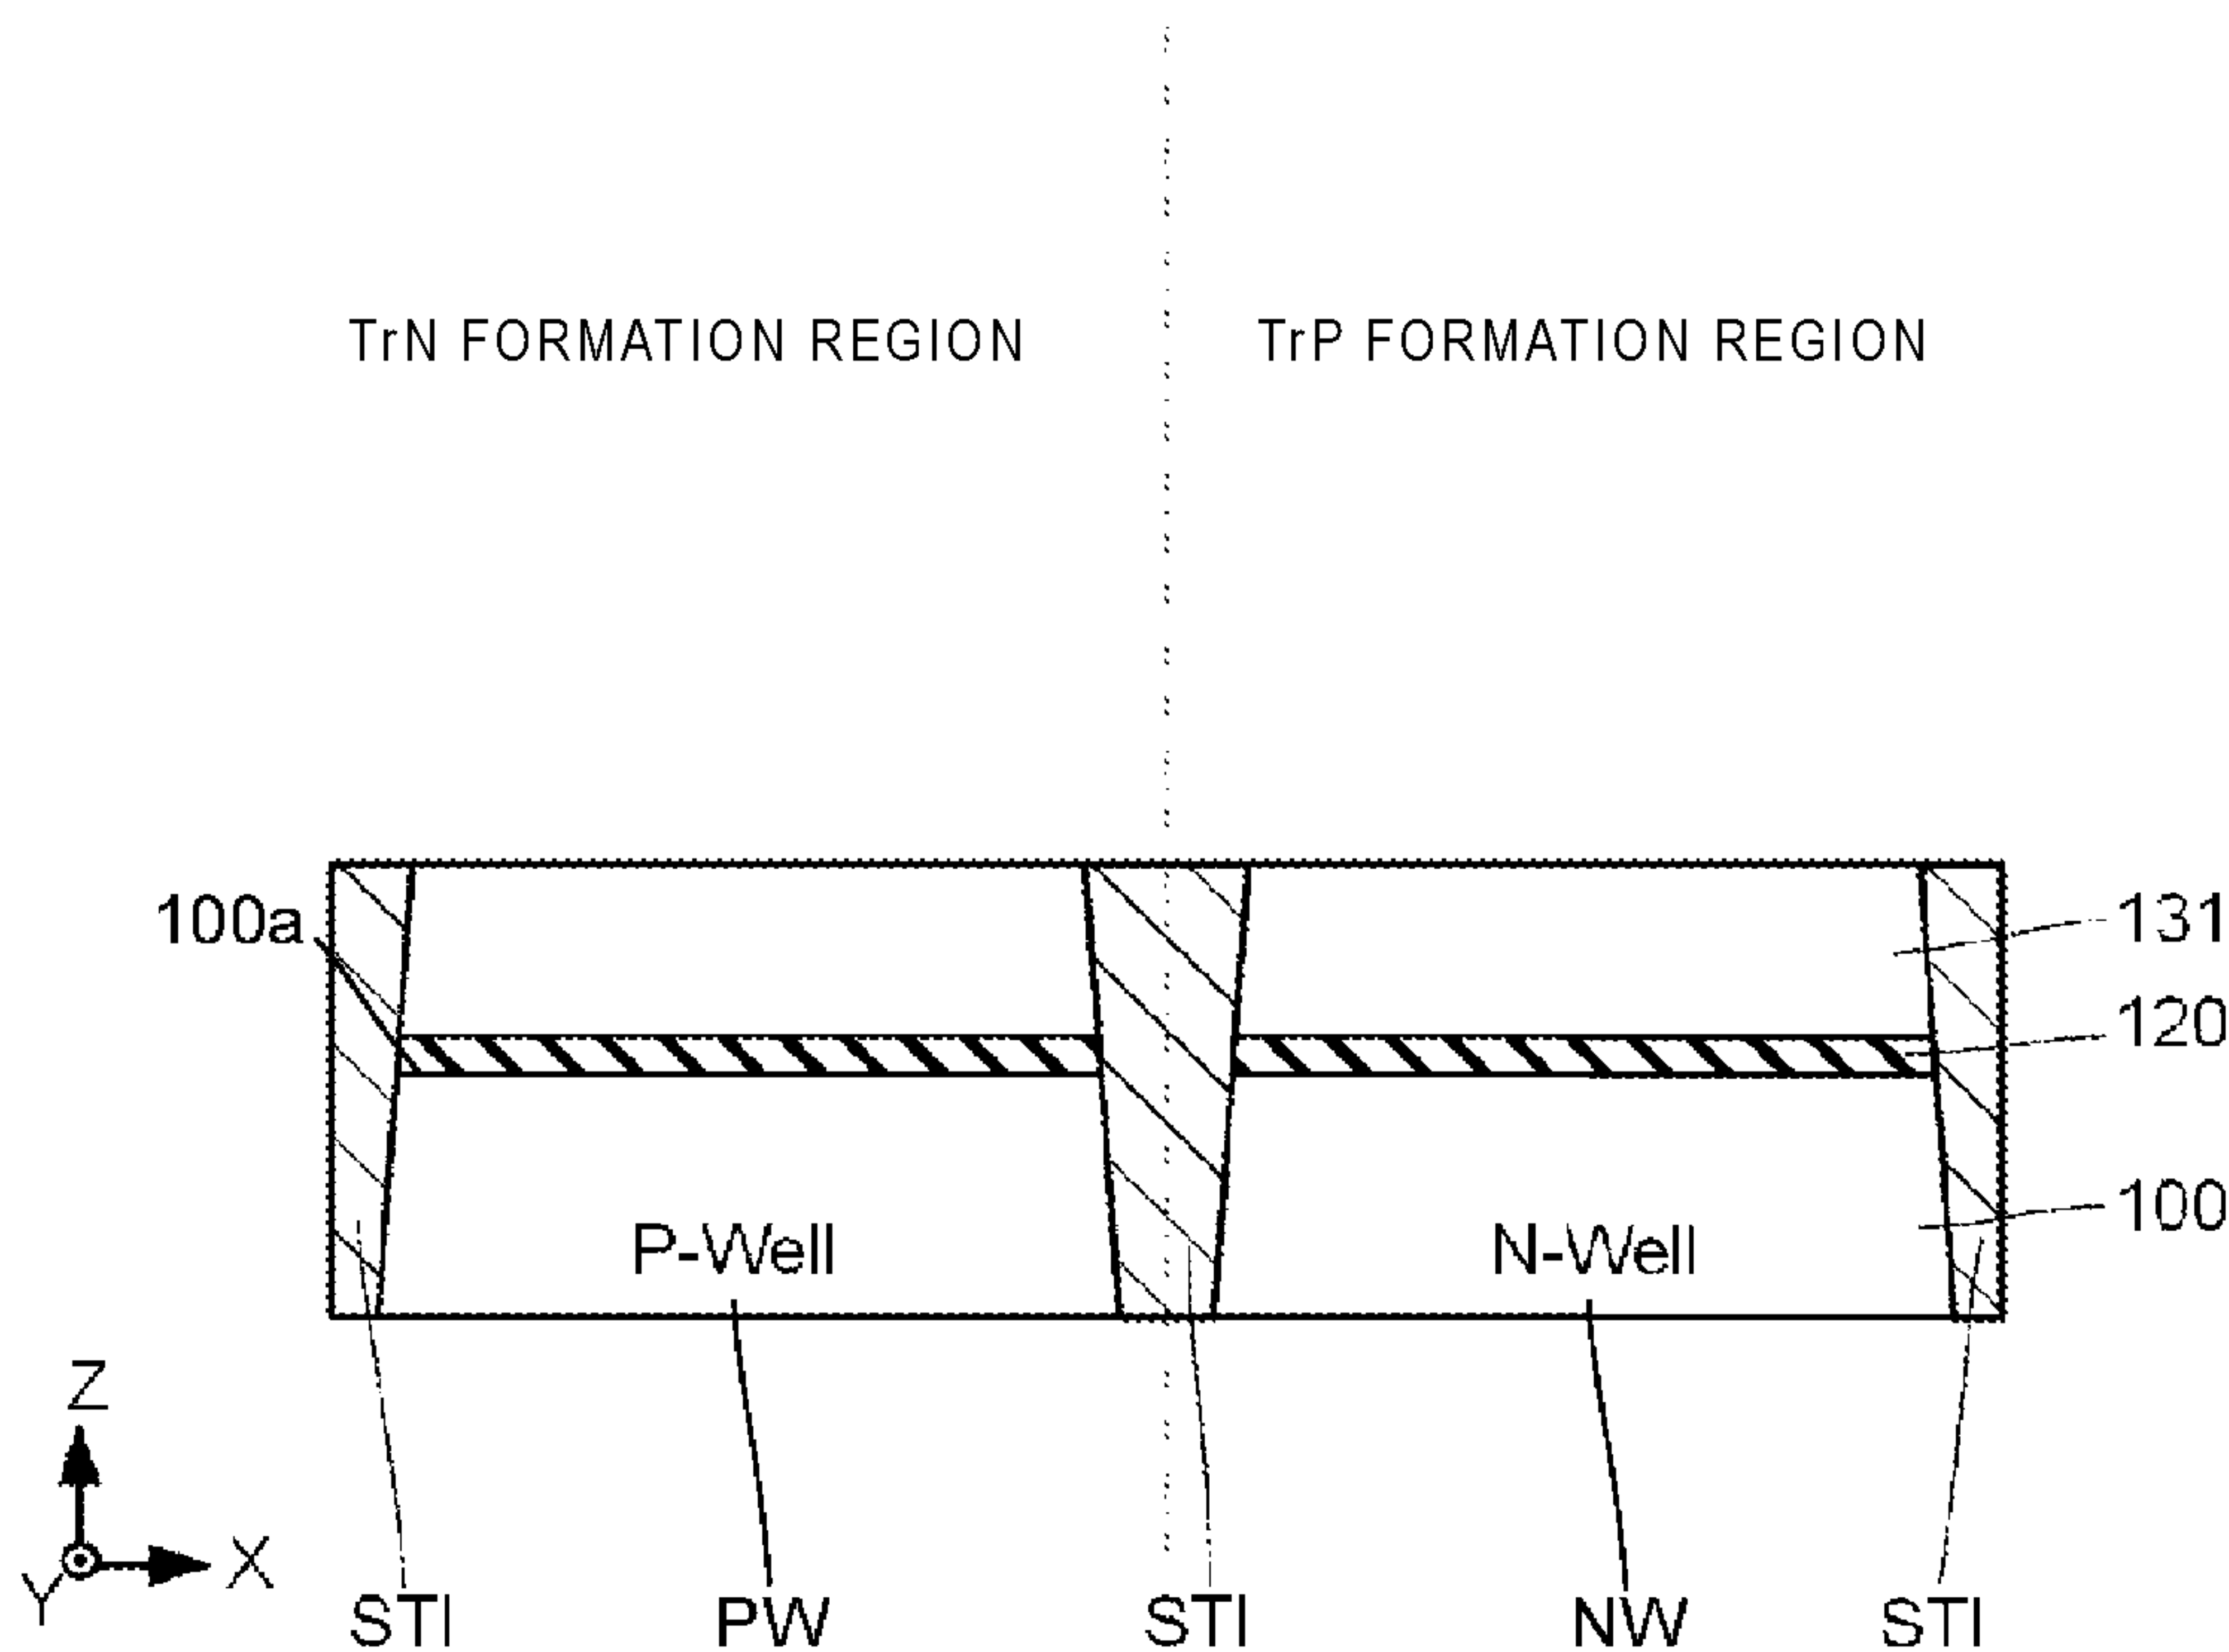 TrN FORMATION REGION TrP FORMATION REGION
100a 131
120
P-Well N-Well 100
Z
X
Y STI PW STI NW STI